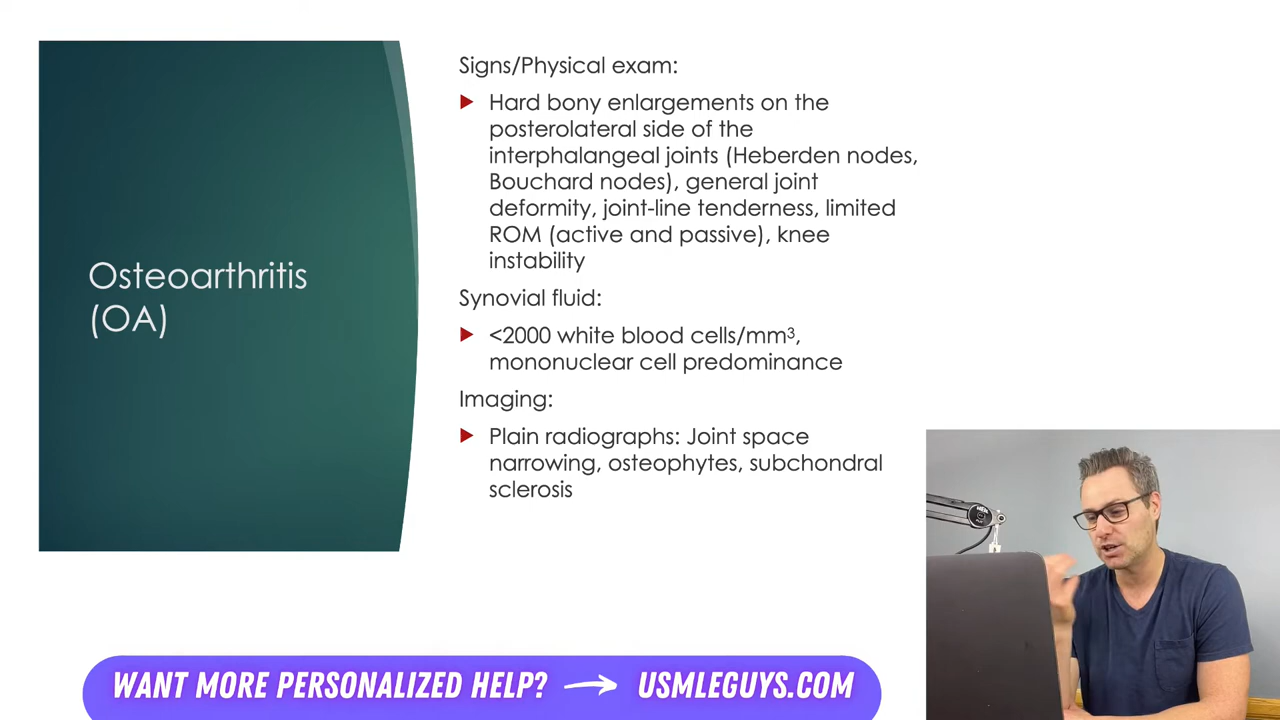 Osteoarthritis
(OA)
Signs/Physical exam:
Hard bony enlargements on the
posterolateral side of the
interphalangeal joints (Heberden nodes,
Bouchard nodes), general joint
deformity, joint-line tenderness, limited
ROM (active and passive), knee
instability
Synovial fluid:
<2000 white blood cells/mm³,
mononuclear cell predominance
Imaging:
Plain radiographs: Joint space
narrowing, osteophytes, subchondral
sclerosis
WANT MORE PERSONALIZED HELP? → USMLEGUYS.COM